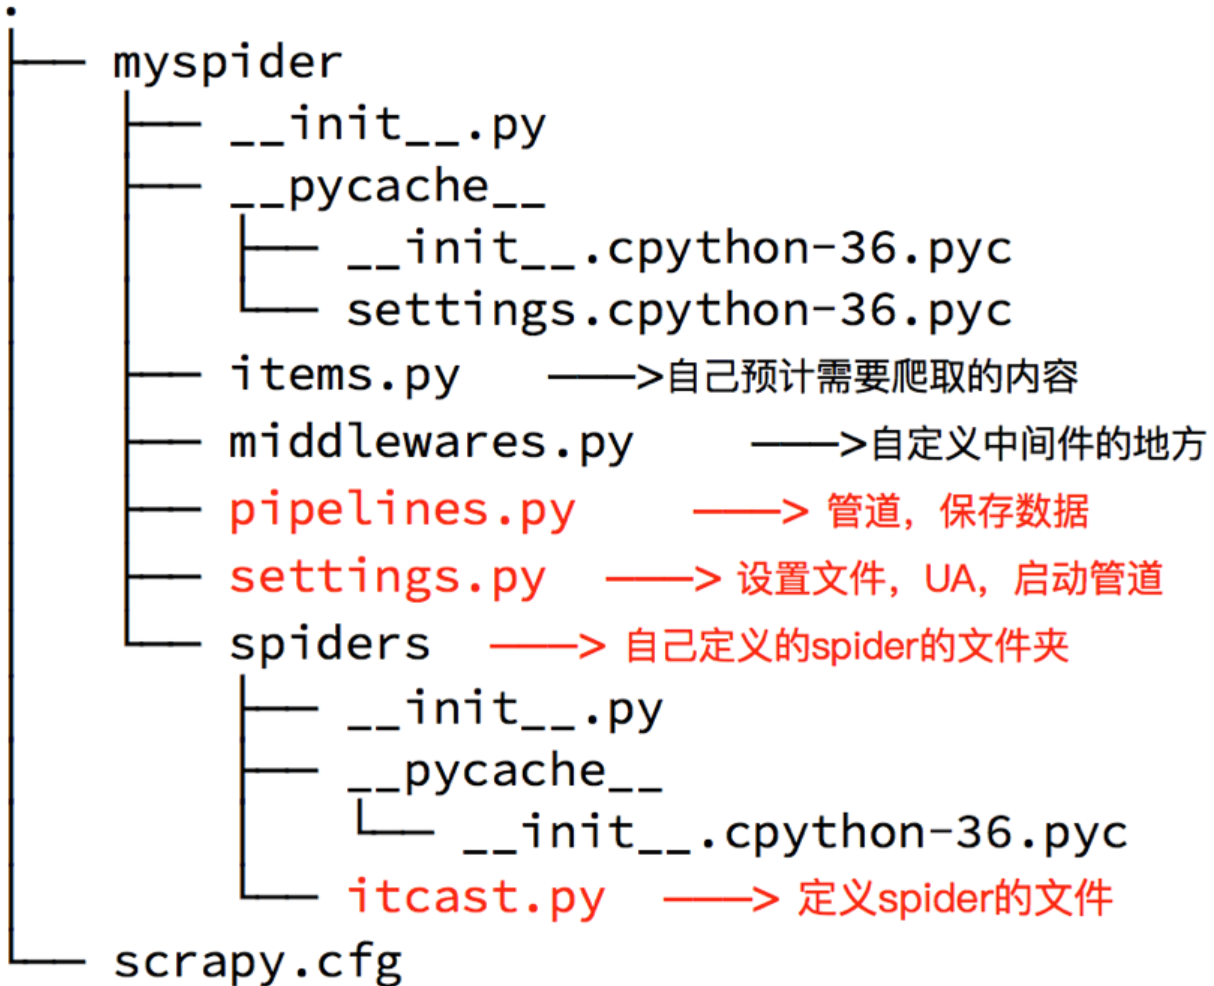 .
├── myspider
│   ├── __init__.py
│   ├── __pycache__
│   │   ├── __init__.cpython-36.pyc
│   │   └── settings.cpython-36.pyc
│   ├── items.py ———>自己预计需要爬取的内容
│   ├── middlewares.py ———>自定义中间件的地方
│   ├── pipelines.py ———> 管道，保存数据
│   ├── settings.py ———> 设置文件，UA，启动管道
│   └── spiders ———> 自己定义的spider的文件夹
│       ├── __init__.py
│       ├── __pycache__
│       │   └── __init__.cpython-36.pyc
│       └── itcast.py ———> 定义spider的文件
└── scrapy.cfg